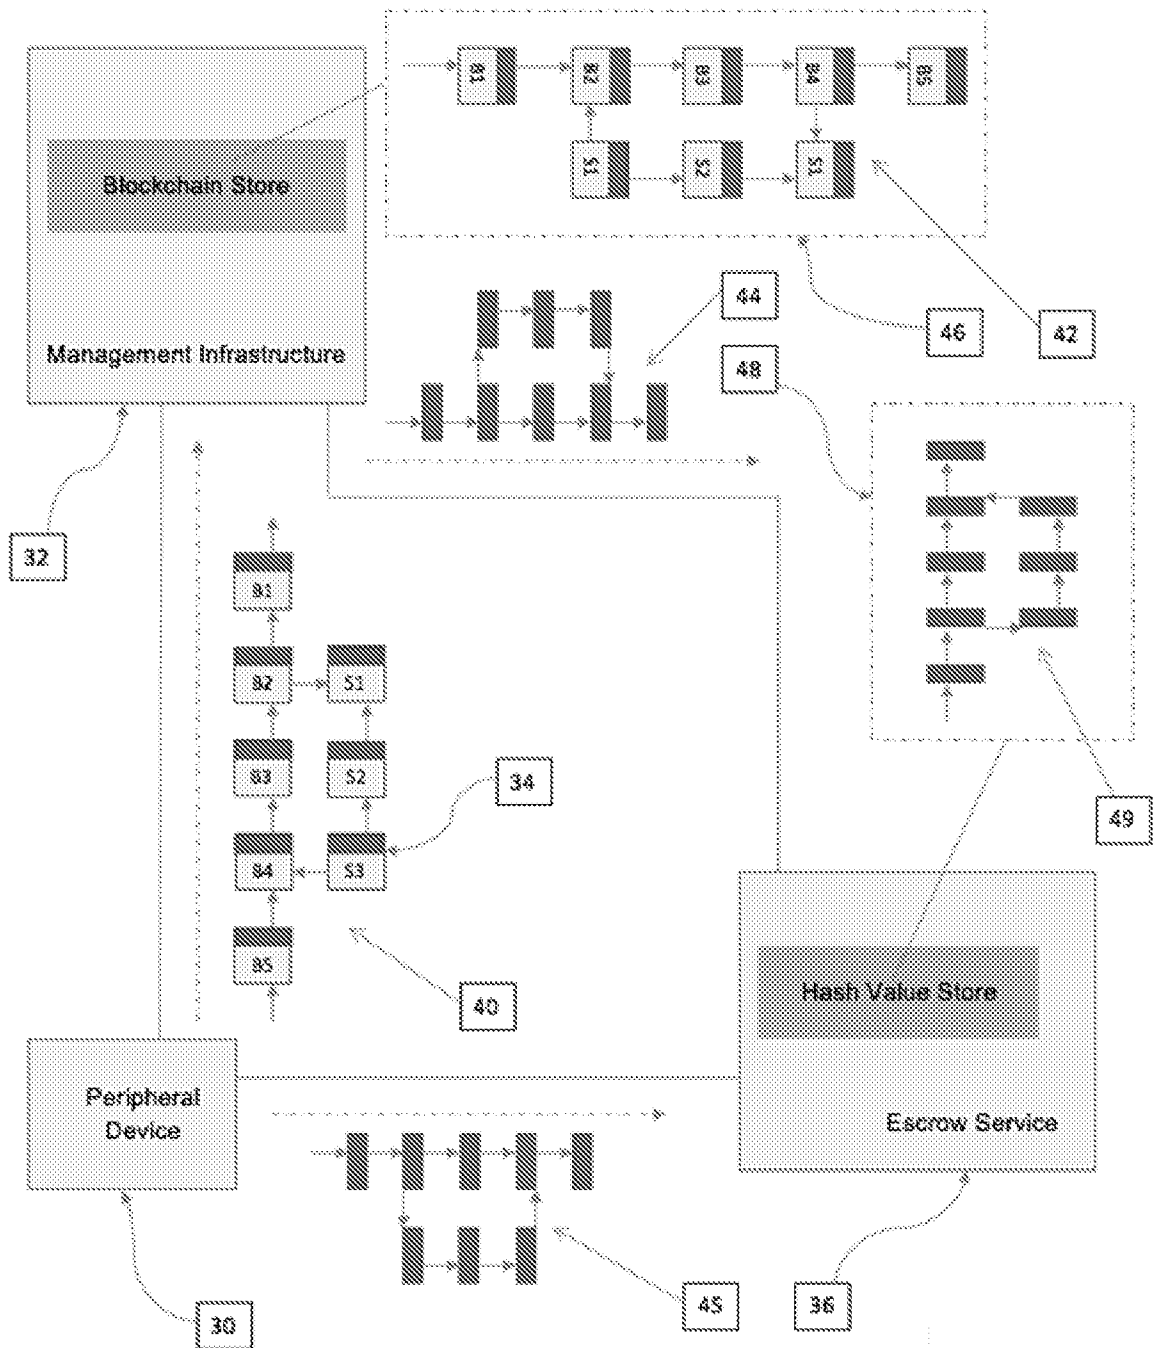 B1
B2
B3
B4
B5
S1
S2
S1
Blockchain Store
Management Infrastructure
44
46
42
48
32
B1
B2
S1
B3
S2
34
B4
S3
49
B5
40
Hash Value Store
Peripheral
Device
Escrow Service
45
36
30